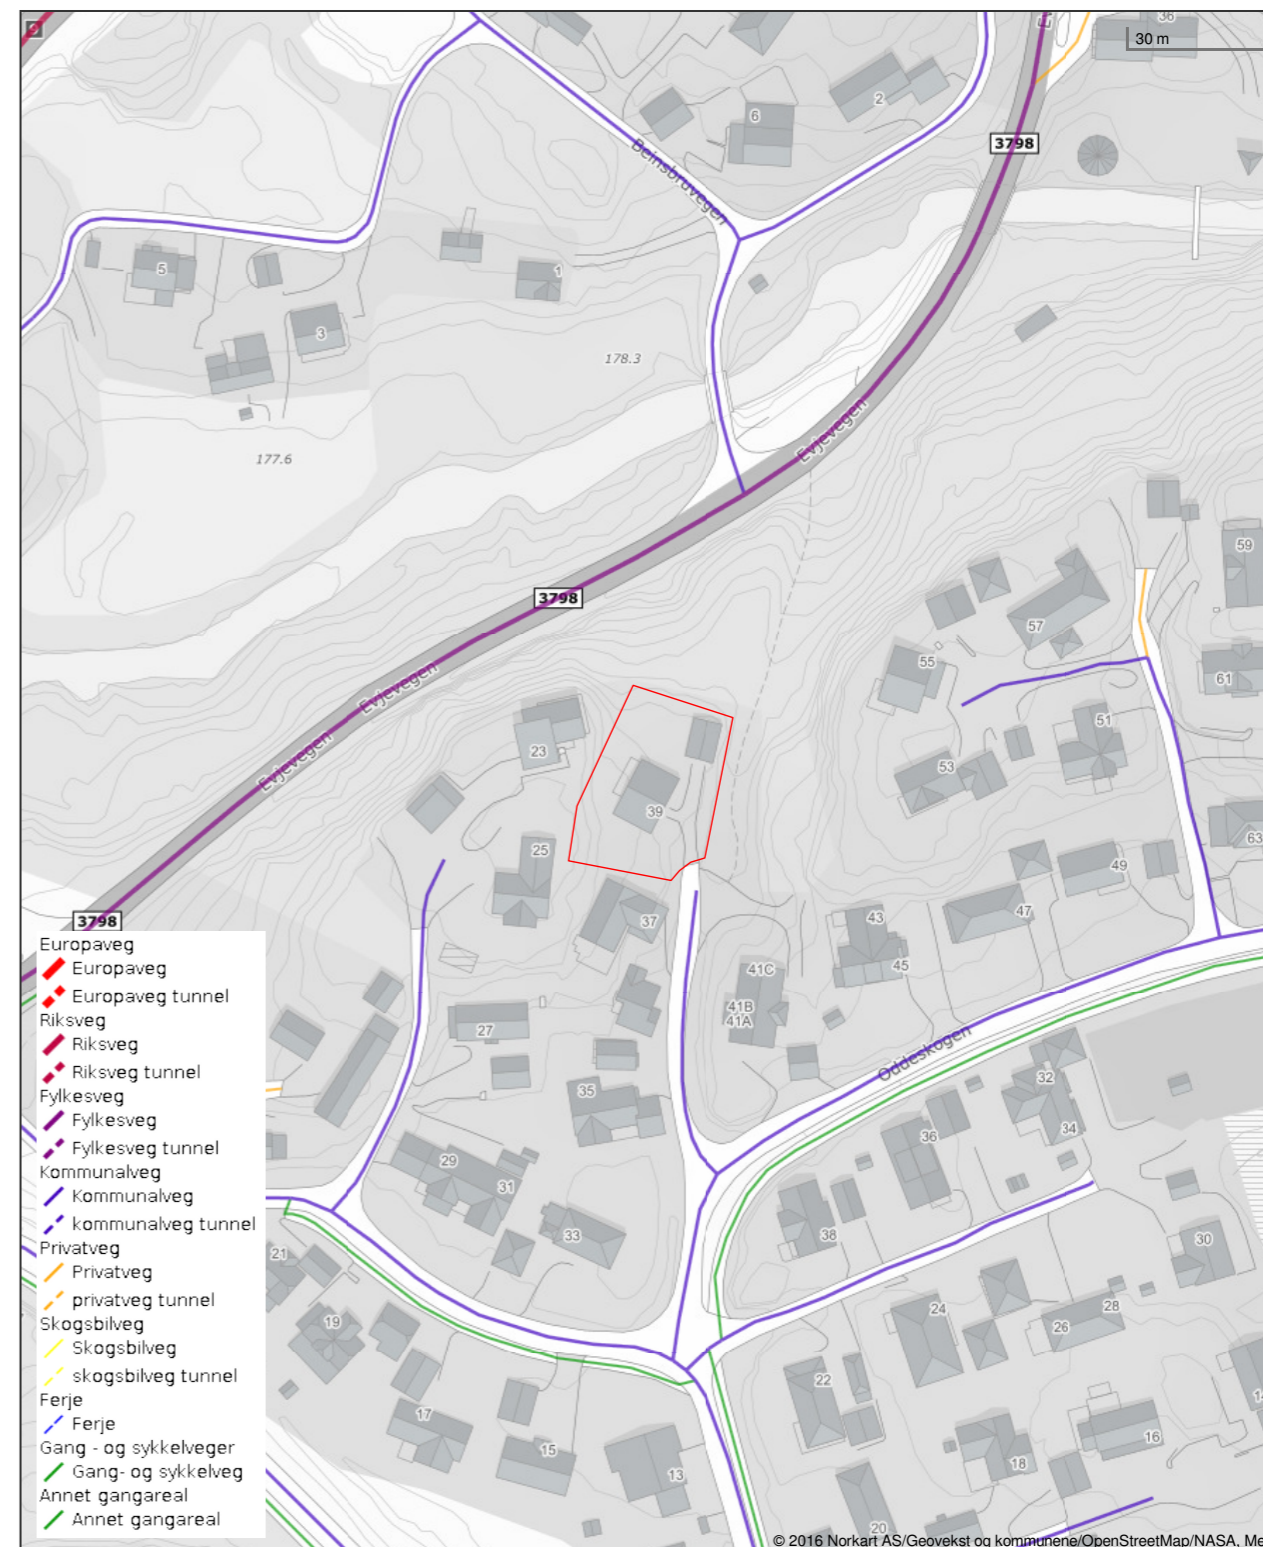 36
30 m
2
6
3798
Beinsbruvegen
5
1
3
178.3
Evjevegen
177.6
59
3798
57
55
61
Evjevegen
51
23
53
Evjevegen
39
63
25
49
47
3798
37
43
45
41C
41B
41A
27
Oddeskogen
32
35
36
34
29
31
33
38
30
21
24
28
26
19
22
17
15
16
18
13
20
Europaveg
Europaveg
Europaveg tunnel
Riksveg
Riksveg
Riksveg tunnel
Fylkesveg
Fylkesveg
Fylkesveg tunnel
Kommunalveg
Kommunalveg
kommunalveg tunnel
Privatveg
Privatveg
privatveg tunnel
Skogsbilveg
Skogsbilveg
skogsbilveg tunnel
Ferje
Ferje
Gang - og sykkelveger
Gang- og sykkelveg
Annet gangareal
Annet gangareal
© 2016 Norkart AS/Geovekst og kommunene/OpenStreetMap/NASA, Me